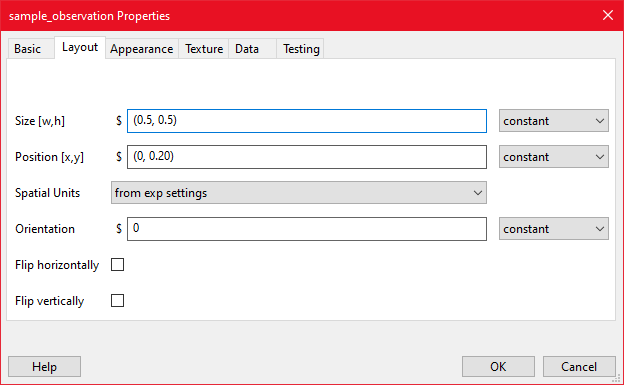 sample_observation Properties
Basic Layout Appearance Texture Data Testing
Size [w,h] $ (0.5, 0.5) constant
Position [x,y] $ (0, 0.20) constant
Spatial Units from exp settings
Orientation $ 0 constant
Flip horizontally
Flip vertically
Help OK Cancel